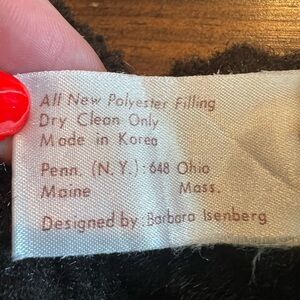 All New Polyester Filling
Dry Clean Only
Made in Korea
Penn. (N.Y.): 648 Ohio
Maine Mass.
Designed by: Barbara Isenberg